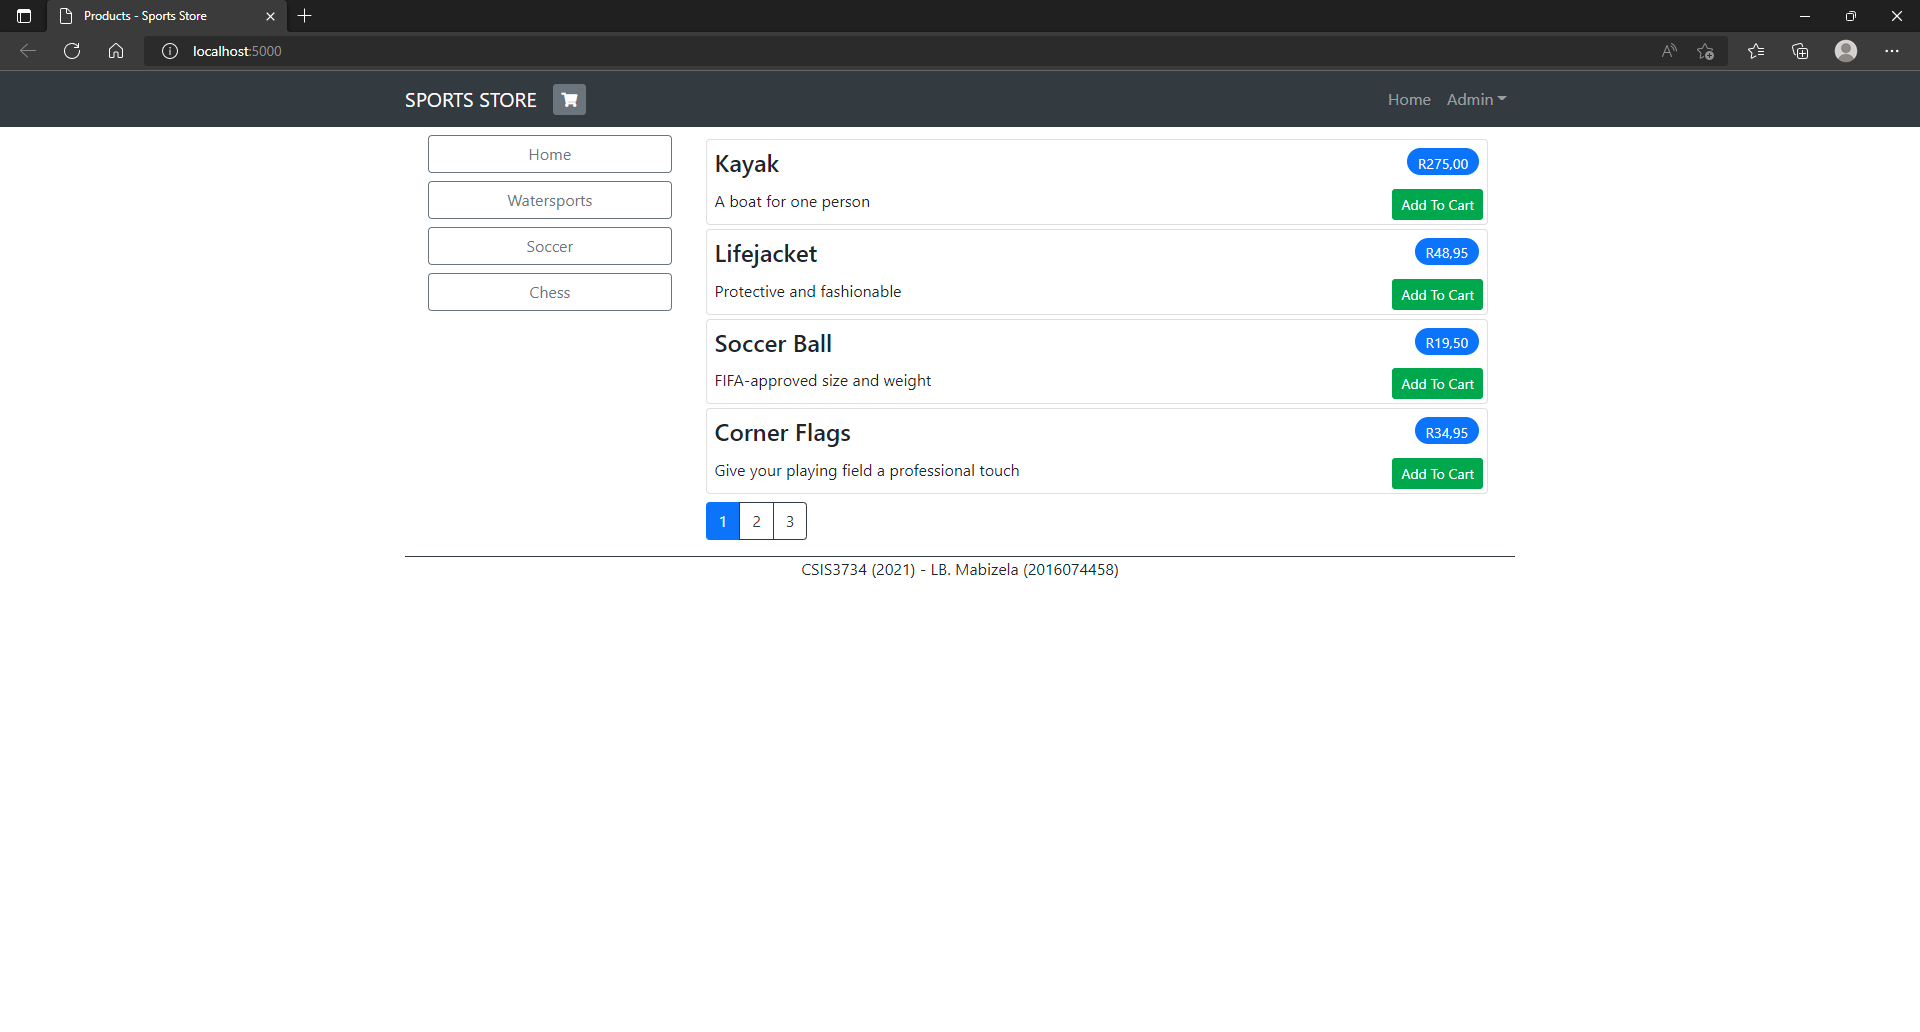 Products - Sports Store
localhost:5000
SPORTS STORE
Home Admin
Home
Watersports
Soccer
Chess
Kayak R275,00
A boat for one person Add To Cart
Lifejacket R48,95
Protective and fashionable Add To Cart
Soccer Ball R19,50
FIFA-approved size and weight Add To Cart
Corner Flags R34,95
Give your playing field a professional touch Add To Cart
1 2 3
CSIS3734 (2021) - LB. Mabizela (2016074458)